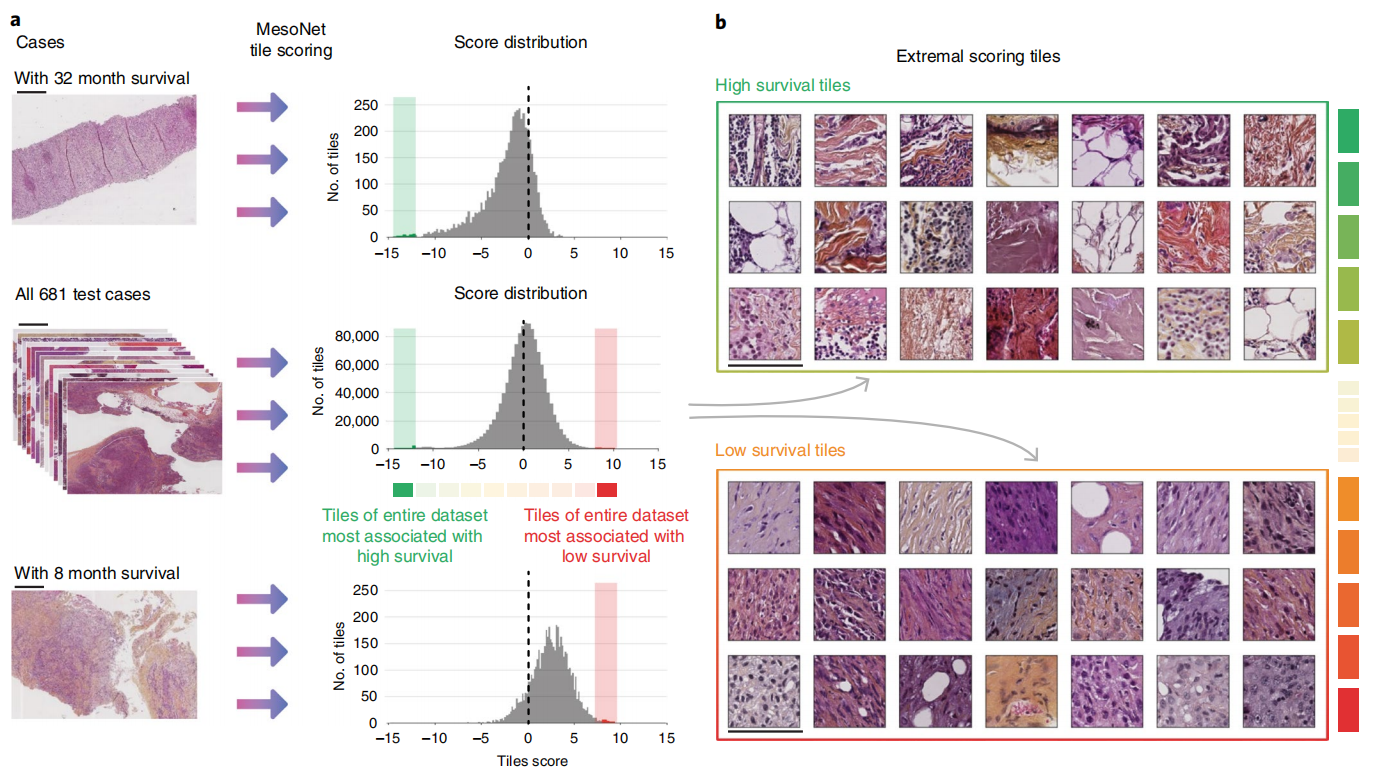 a
Cases
MesoNet
tile scoring
Score distribution
With 32 month survival
No. of tiles
250
200
150
100
50
0
−15 −10 −5 0 5 10 15
All 681 test cases
Score distribution
No. of tiles
80,000
60,000
40,000
20,000
0
−15 −10 −5 0 5 10 15
Tiles of entire dataset
most associated with
high survival
Tiles of entire dataset
most associated with
low survival
With 8 month survival
No. of tiles
250
200
150
100
50
0
−15 −10 −5 0 5 10 15
Tiles score
b
Extremal scoring tiles
High survival tiles
Low survival tiles